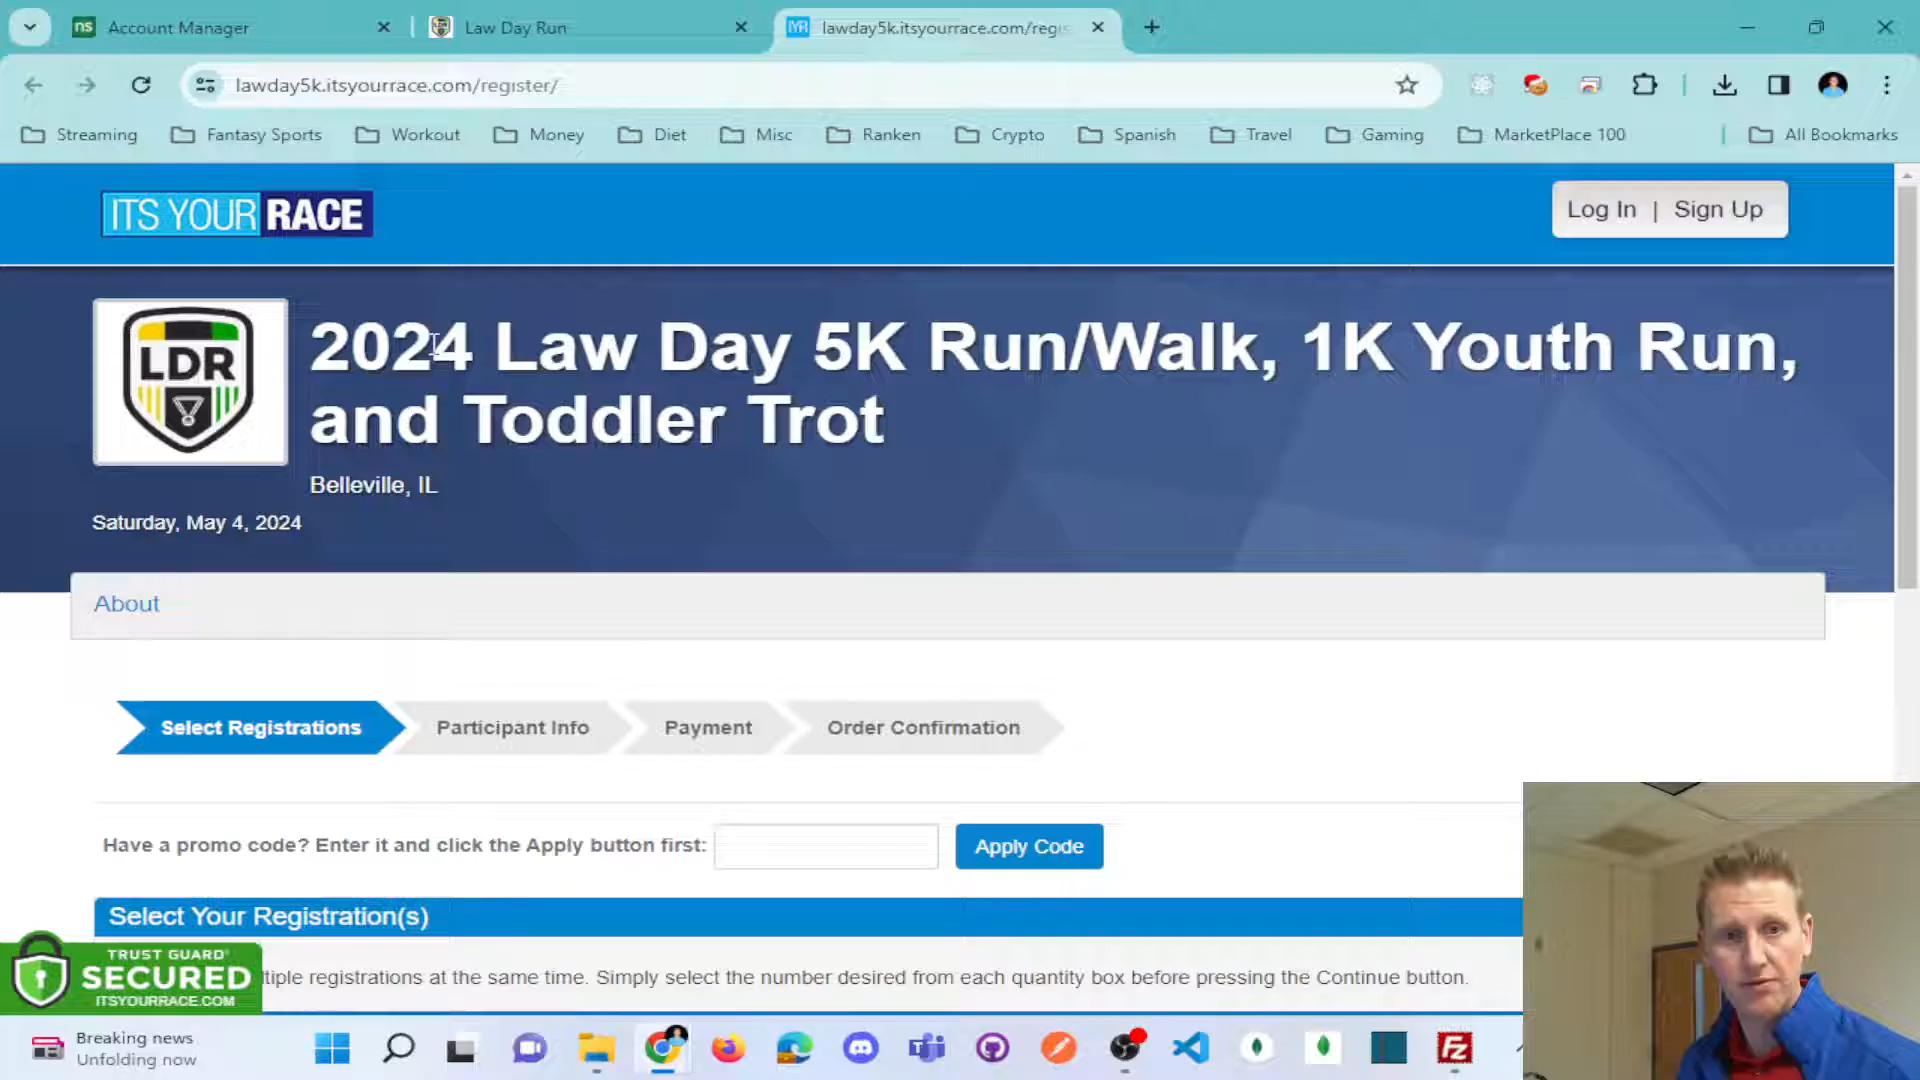 ns Account Manager
Law Day Run
IYR lawday5k.itsyourrace.com/regis
lawday5k.itsyourrace.com/register/
Streaming
Fantasy Sports
Workout
Money
Diet
Misc
Ranken
Crypto
Spanish
Travel
Gaming
MarketPlace 100
All Bookmarks
ITS YOUR RACE
Log In | Sign Up
LDR
2024 Law Day 5K Run/Walk, 1K Youth Run,
and Toddler Trot
Belleville, IL
Saturday, May 4, 2024
About
Select Registrations
Participant Info
Payment
Order Confirmation
Have a promo code? Enter it and click the Apply button first:
Apply Code
Select Your Registration(s)
tiple registrations at the same time. Simply select the number desired from each quantity box before pressing the Continue button.
TRUST GUARD
SECURED
ITSYOURRACE.COM
Breaking news
Unfolding now
Fz